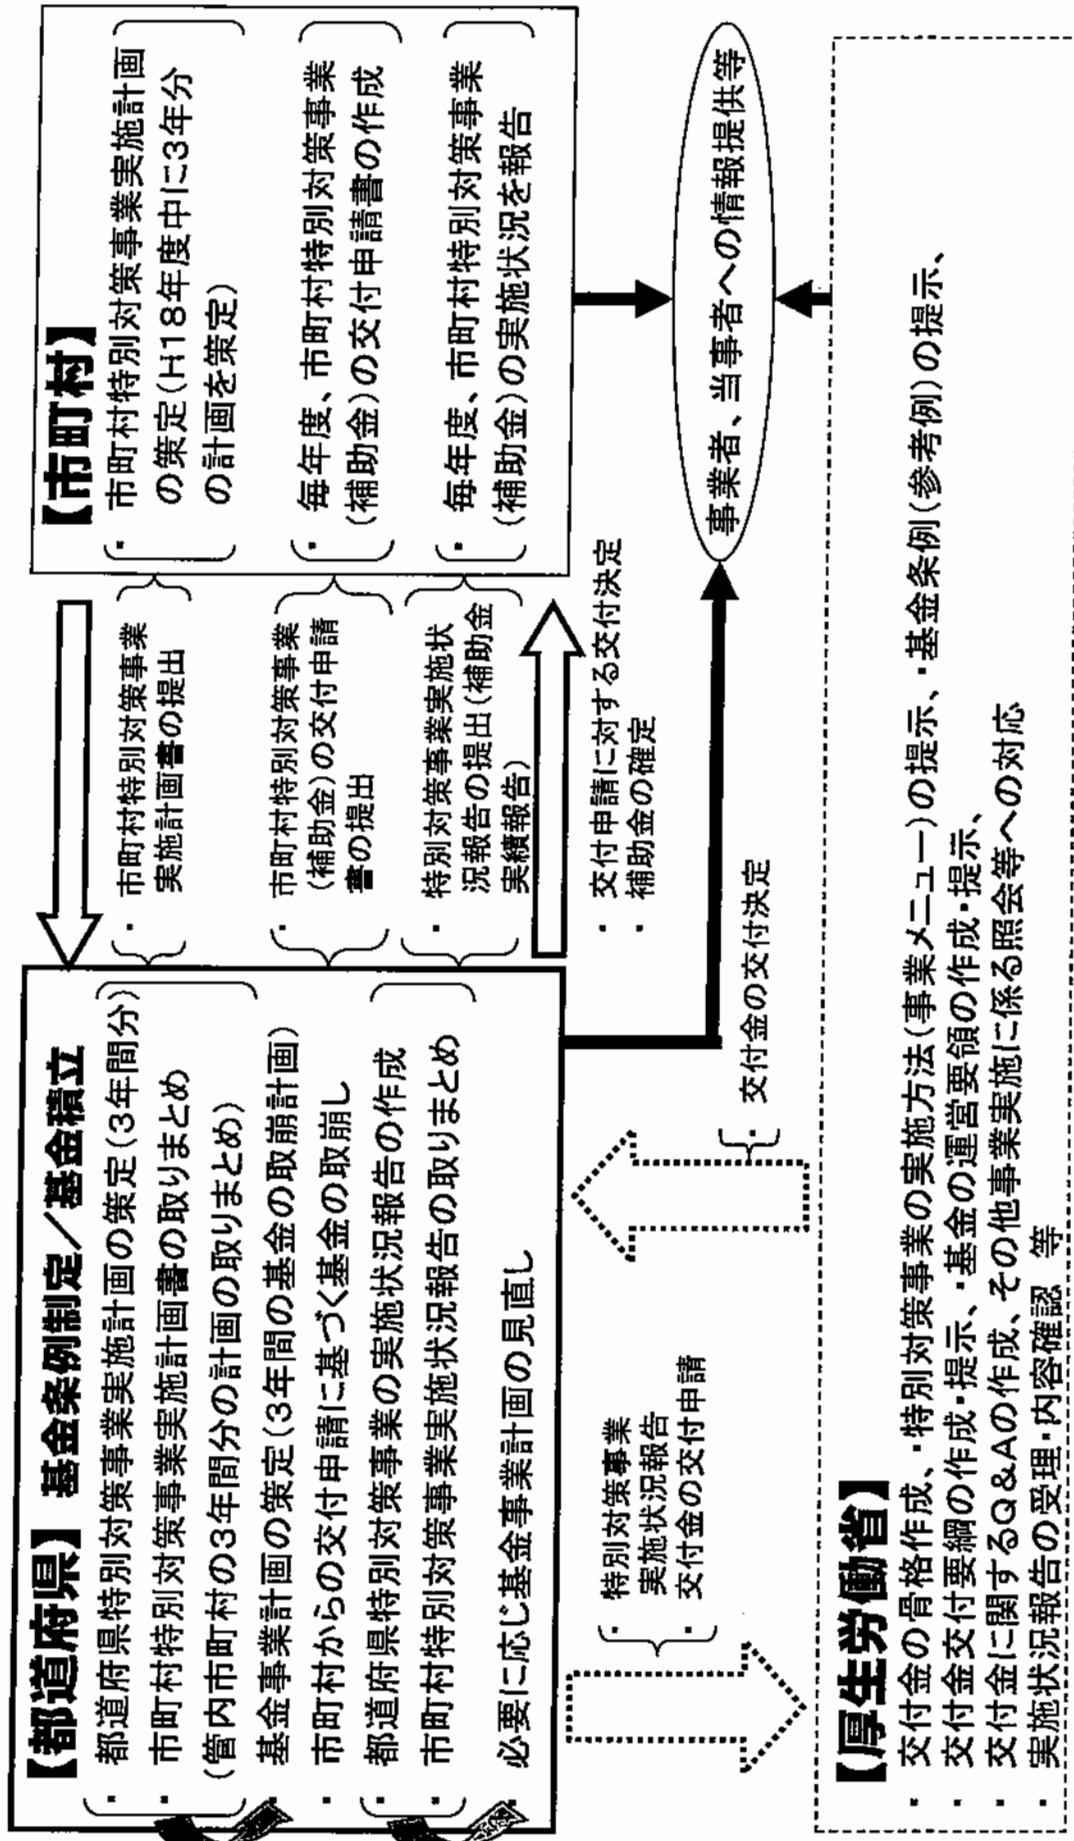 【都道府県】 基金条例制定／基金積立
・ 都道府県特別対策事業実施計画の策定(3年間分)
・ 市町村特別対策事業実施計画書の取りまとめ
(管内市町村の3年間分の計画の取りまとめ)
・ 基金事業計画の策定(3年間の基金の取崩計画)
・ 市町村からの交付申請に基づく基金の取崩し
・ 都道府県特別対策事業の実施状況報告の作成
・ 市町村特別対策事業実施状況報告の取りまとめ
・ 必要に応じ基金事業計画の見直し
・ 市町村特別対策事業
実施計画書の提出
・ 市町村特別対策事業
(補助金)の交付申請
書の提出
・ 特別対策事業実施状
況報告の提出(補助金
実績報告)
・ 交付申請に対する交付決定
・ 補助金の確定
【市町村】
・ 市町村特別対策事業実施計画
の策定(H18年度中に3年分
の計画を策定)
・ 毎年度、市町村特別対策事業
(補助金)の交付申請書の作成
・ 毎年度、市町村特別対策事業
(補助金)の実施状況を報告
・ 特別対策事業
実施状況報告
・ 交付金の交付申請
・ 交付金の交付決定
事業者、当事者への情報提供等
【厚生労働省】
・ 交付金の骨格作成、・特別対策事業の実施方法(事業メニュー)の提示、・基金条例(参考例)の提示、
・ 交付金交付要綱の作成・提示、・基金の運営要領の作成・提示、
・ 交付金に関するQ&Aの作成、その他事業実施に係る照会等への対応
・ 実施状況報告の受理・内容確認 等